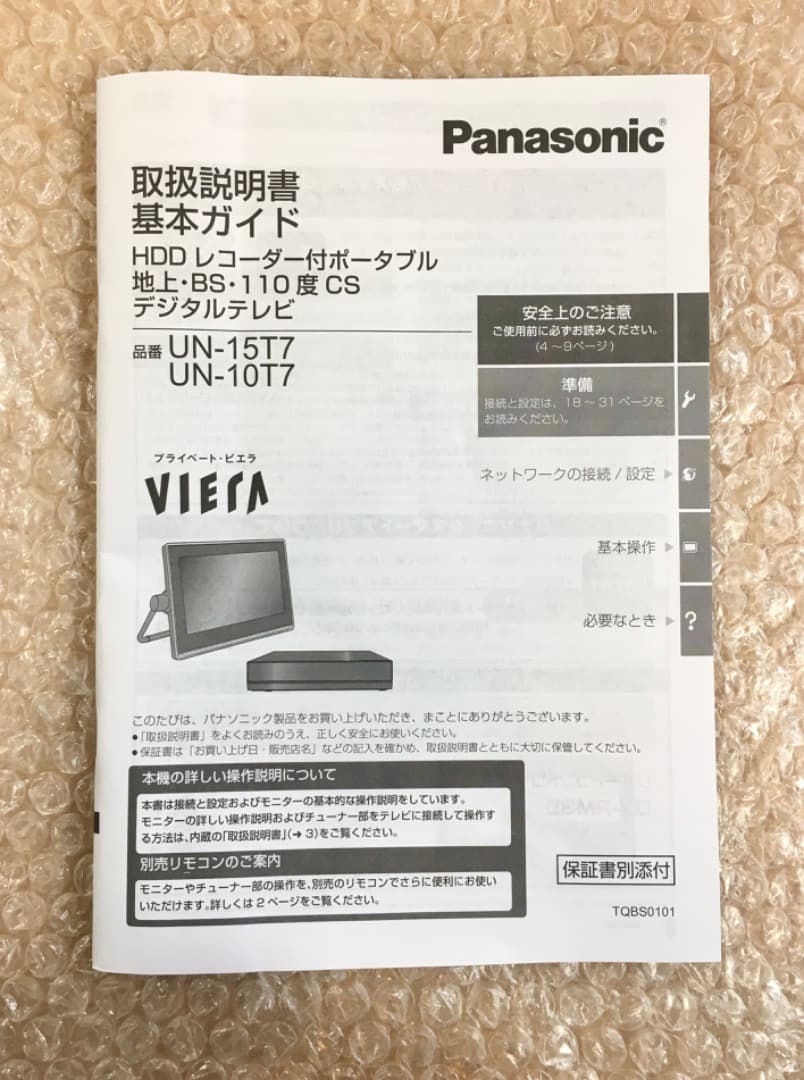 Panasonic®
取扱説明書
基本ガイド
HDD レコーダー付ポータブル
地上・BS・110度CS
デジタルテレビ
品番 UN-15T7
UN-10T7
安全上のご注意
ご使用前に必ずお読みください。
(4～9ページ)
準備
接続と設定は、18～31ページを
お読みください。
ネットワークの接続/設定
基本操作
必要なとき
?
プライベート・ビエラ
VIERA
このたびは、パナソニック製品をお買い上げいただき、まことにありがとうございます。
●「取扱説明書」をよくお読みのうえ、正しく安全にお使いください。
●保証書は「お買い上げ日・販売店名」などの記入を確かめ、取扱説明書とともに大切に保管してください。
本機の詳しい操作説明について
本書は接続と設定およびモニターの基本的な操作説明をしています。
モニターの詳しい操作説明およびチューナー部をテレビに接続して操作す
る方法は、内蔵の「取扱説明書」(➜3)をご覧ください。
別売リモコンのご案内
モニターやチューナー部の操作を、別売のリモコンでさらに便利にお使い
いただけます。詳しくは2ページをご覧ください。
保証書別添付
TQBS0101